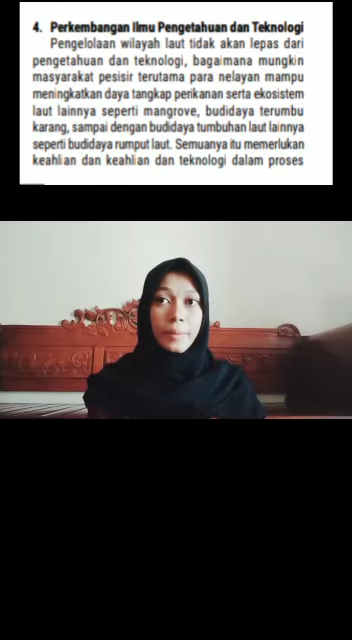 4. Perkembangan Ilmu Pengetahuan dan Teknologi
Pengelolaan wilayah laut tidak akan lepas dari
pengetahuan dan teknologi, bagaimana mungkin
masyarakat pesisir terutama para nelayan mampu
meningkatkan daya tangkap perikanan serta ekosistem
laut lainnya seperti mangrove, budidaya terumbu
karang, sampai dengan budidaya tumbuhan laut lainnya
seperti budidaya rumput laut. Semuanya itu memerlukan
keahlian dan keahlian dan teknologi dalam proses